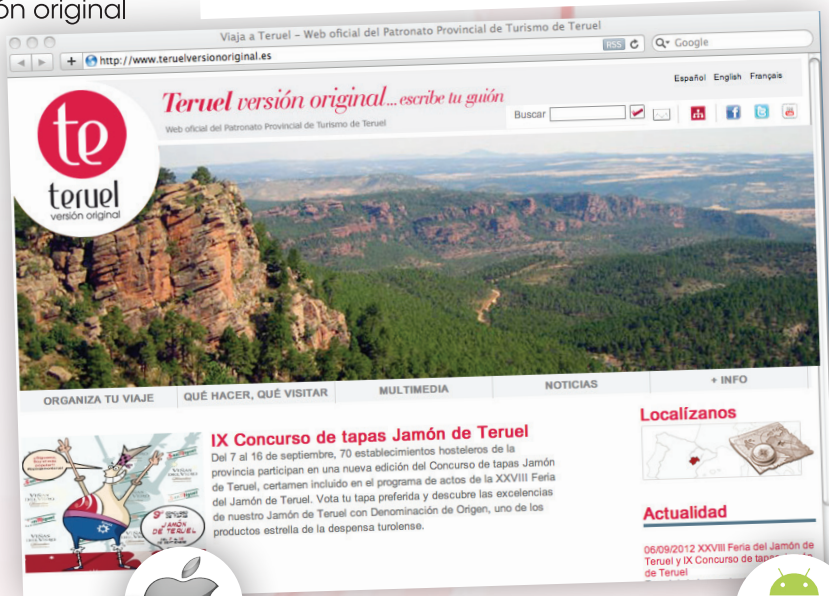 ón original
Viaja a Teruel – Web oficial del Patronato Provincial de Turismo de Teruel
http://www.teruelversionoriginal.es
RSS
Google
Español English Français
Teruel versión original...escribe tu guión
Web oficial del Patronato Provincial de Turismo de Teruel
Buscar
te
teruel
versión original
ORGANIZA TU VIAJE
QUÉ HACER, QUÉ VISITAR
MULTIMEDIA
NOTICIAS
+ INFO
IX Concurso de tapas Jamón de Teruel
Del 7 al 16 de septiembre, 70 establecimientos hosteleros de la
provincia participan en una nueva edición del Concurso de tapas Jamón
de Teruel, certamen incluido en el programa de actos de la XXVIII Feria
del Jamón de Teruel. Vota tu tapa preferida y descubre las excelencias
de nuestro Jamón de Teruel con Denominación de Origen, uno de los
productos estrella de la despensa turolense.
JAMÓN
DE TERUEL
Localízanos
Actualidad
06/09/2012 XXVIII Feria del Jamón de
Teruel y IX Concurso de tapas
de Teruel